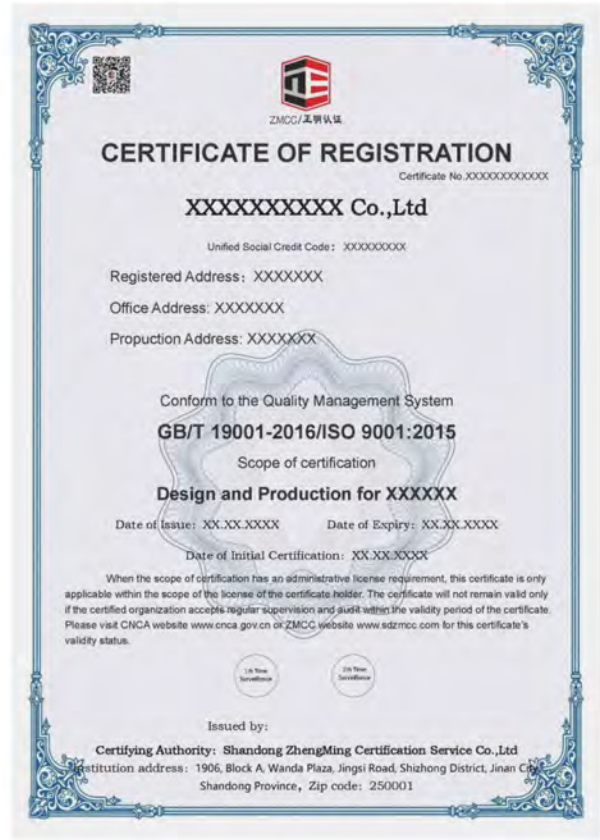 ZMCC/正明认证
CERTIFICATE OF REGISTRATION
Certificate No.XXXXXXXXXXXX
XXXXXXXXXX Co.,Ltd
Unified Social Credit Code: XXXXXXXXX
Registered Address: XXXXXXX
Office Address: XXXXXXX
Propuction Address: XXXXXXX
Conform to the Quality Management System
GB/T 19001-2016/ISO 9001:2015
Scope of certification
Design and Production for XXXXXX
Date of Issue: XX.XX.XXXX Date of Expiry: XX.XX.XXXX
Date of Initial Certification: XX.XX.XXXX
When the scope of certification has an administrative license requirement, this certificate is only
applicable within the scope of the license of the certificate holder. The certificate will not remain valid only
if the certified organization accepts regular supervision and audit within the validity period of the certificate.
Please visit CNCA website www.cnca.gov.cn or ZMCC website www.sdzmcc.com for this certificate's
validity status.
1th Time Surveillance
2th Time Surveillance
Issued by:
Certifying Authority: Shandong ZhengMing Certification Service Co.,Ltd
Institution address: 1906, Block A, Wanda Plaza, Jingsi Road, Shizhong District, Jinan City,
Shandong Province, Zip code: 250001